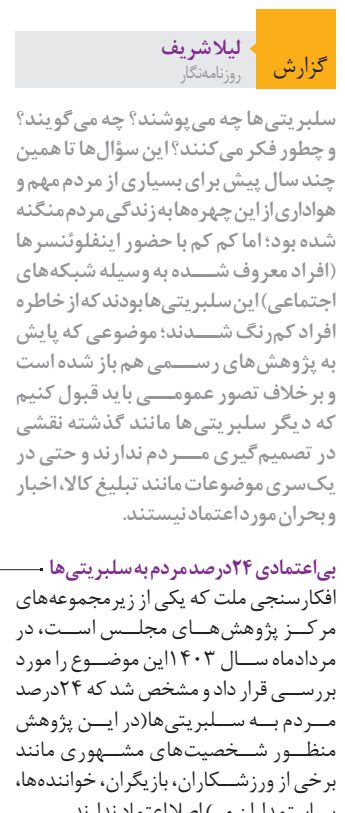 گزارش
لیلا شریف
روزنامه‌نگار
سلبریتی‌ها چه می‌پوشند؟ چه می‌گویند؟
و چطور فکر می‌کنند؟ این سؤال‌ها تا همین
چند سال پیش برای بسیاری از مردم مهم و
هواداری از این چهره‌ها به زندگی مردم منگنه
شده بود؛ اما کم کم با حضور اینفلوئنسرها
(افراد معروف شده به وسیله شبکه‌های
اجتماعی) این سلبریتی‌ها بودند که از خاطره
افراد کم‌رنگ شدند؛ موضوعی که پایش
به پژوهش‌های رسمی هم باز شده است
و برخلاف تصور عمومی باید قبول کنیم
که دیگر سلبریتی‌ها مانند گذشته نقشی
در تصمیم گیری مردم ندارند و حتی در
یک‌سری موضوعات مانند تبلیغ کالا، اخبار
و بحران مورد اعتماد نیستند.
بی‌اعتمادی ۲۴درصد مردم به سلبریتی‌ها
افکارسنجی ملت که یکی از زیرمجموعه‌های
مرکز پژوهش‌های مجلس است، در
مردادماه سال ۱۴۰۳ این موضوع را مورد
بررسی قرار داد و مشخص شد که ۲۴درصد
مردم به سلبریتی‌ها(در این پژوهش
منظور شخصیت‌های مشهوری مانند
برخی از ورزشکاران، بازیگران، خواننده‌ها،
اصلا اعتماد ندارند